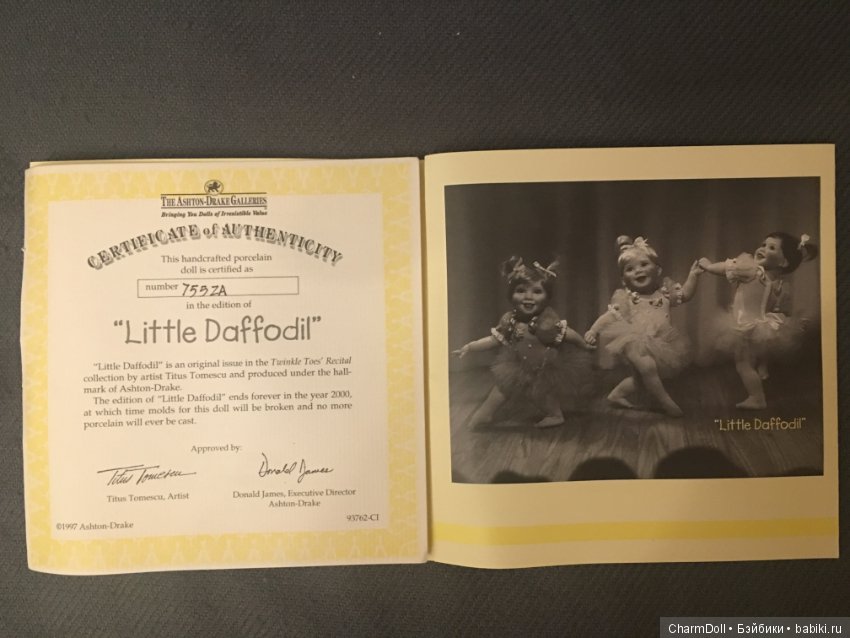 THE ASHTON-DRAKE GALLERIES
Bringing You Dolls of Irresistible Value
CERTIFICATE of AUTHENTICITY
This handcrafted porcelain
doll is certified as
number 755ZA
in the edition of
"Little Daffodil"
"Little Daffodil" is an original issue in the Twinkle Toes' Recital
collection by artist Titus Tomescu and produced under the hall-
mark of Ashton-Drake.
The edition of "Little Daffodil" ends forever in the year 2000,
at which time molds for this doll will be broken and no more
porcelain will ever be cast.
Approved by:
Titus Tomescu
Donald James
Titus Tomescu, Artist
Donald James, Executive Director
Ashton-Drake
©1997 Ashton-Drake
93762-CI
"Little Daffodil"
CharmDoll • Бэйбики • babiki.ru